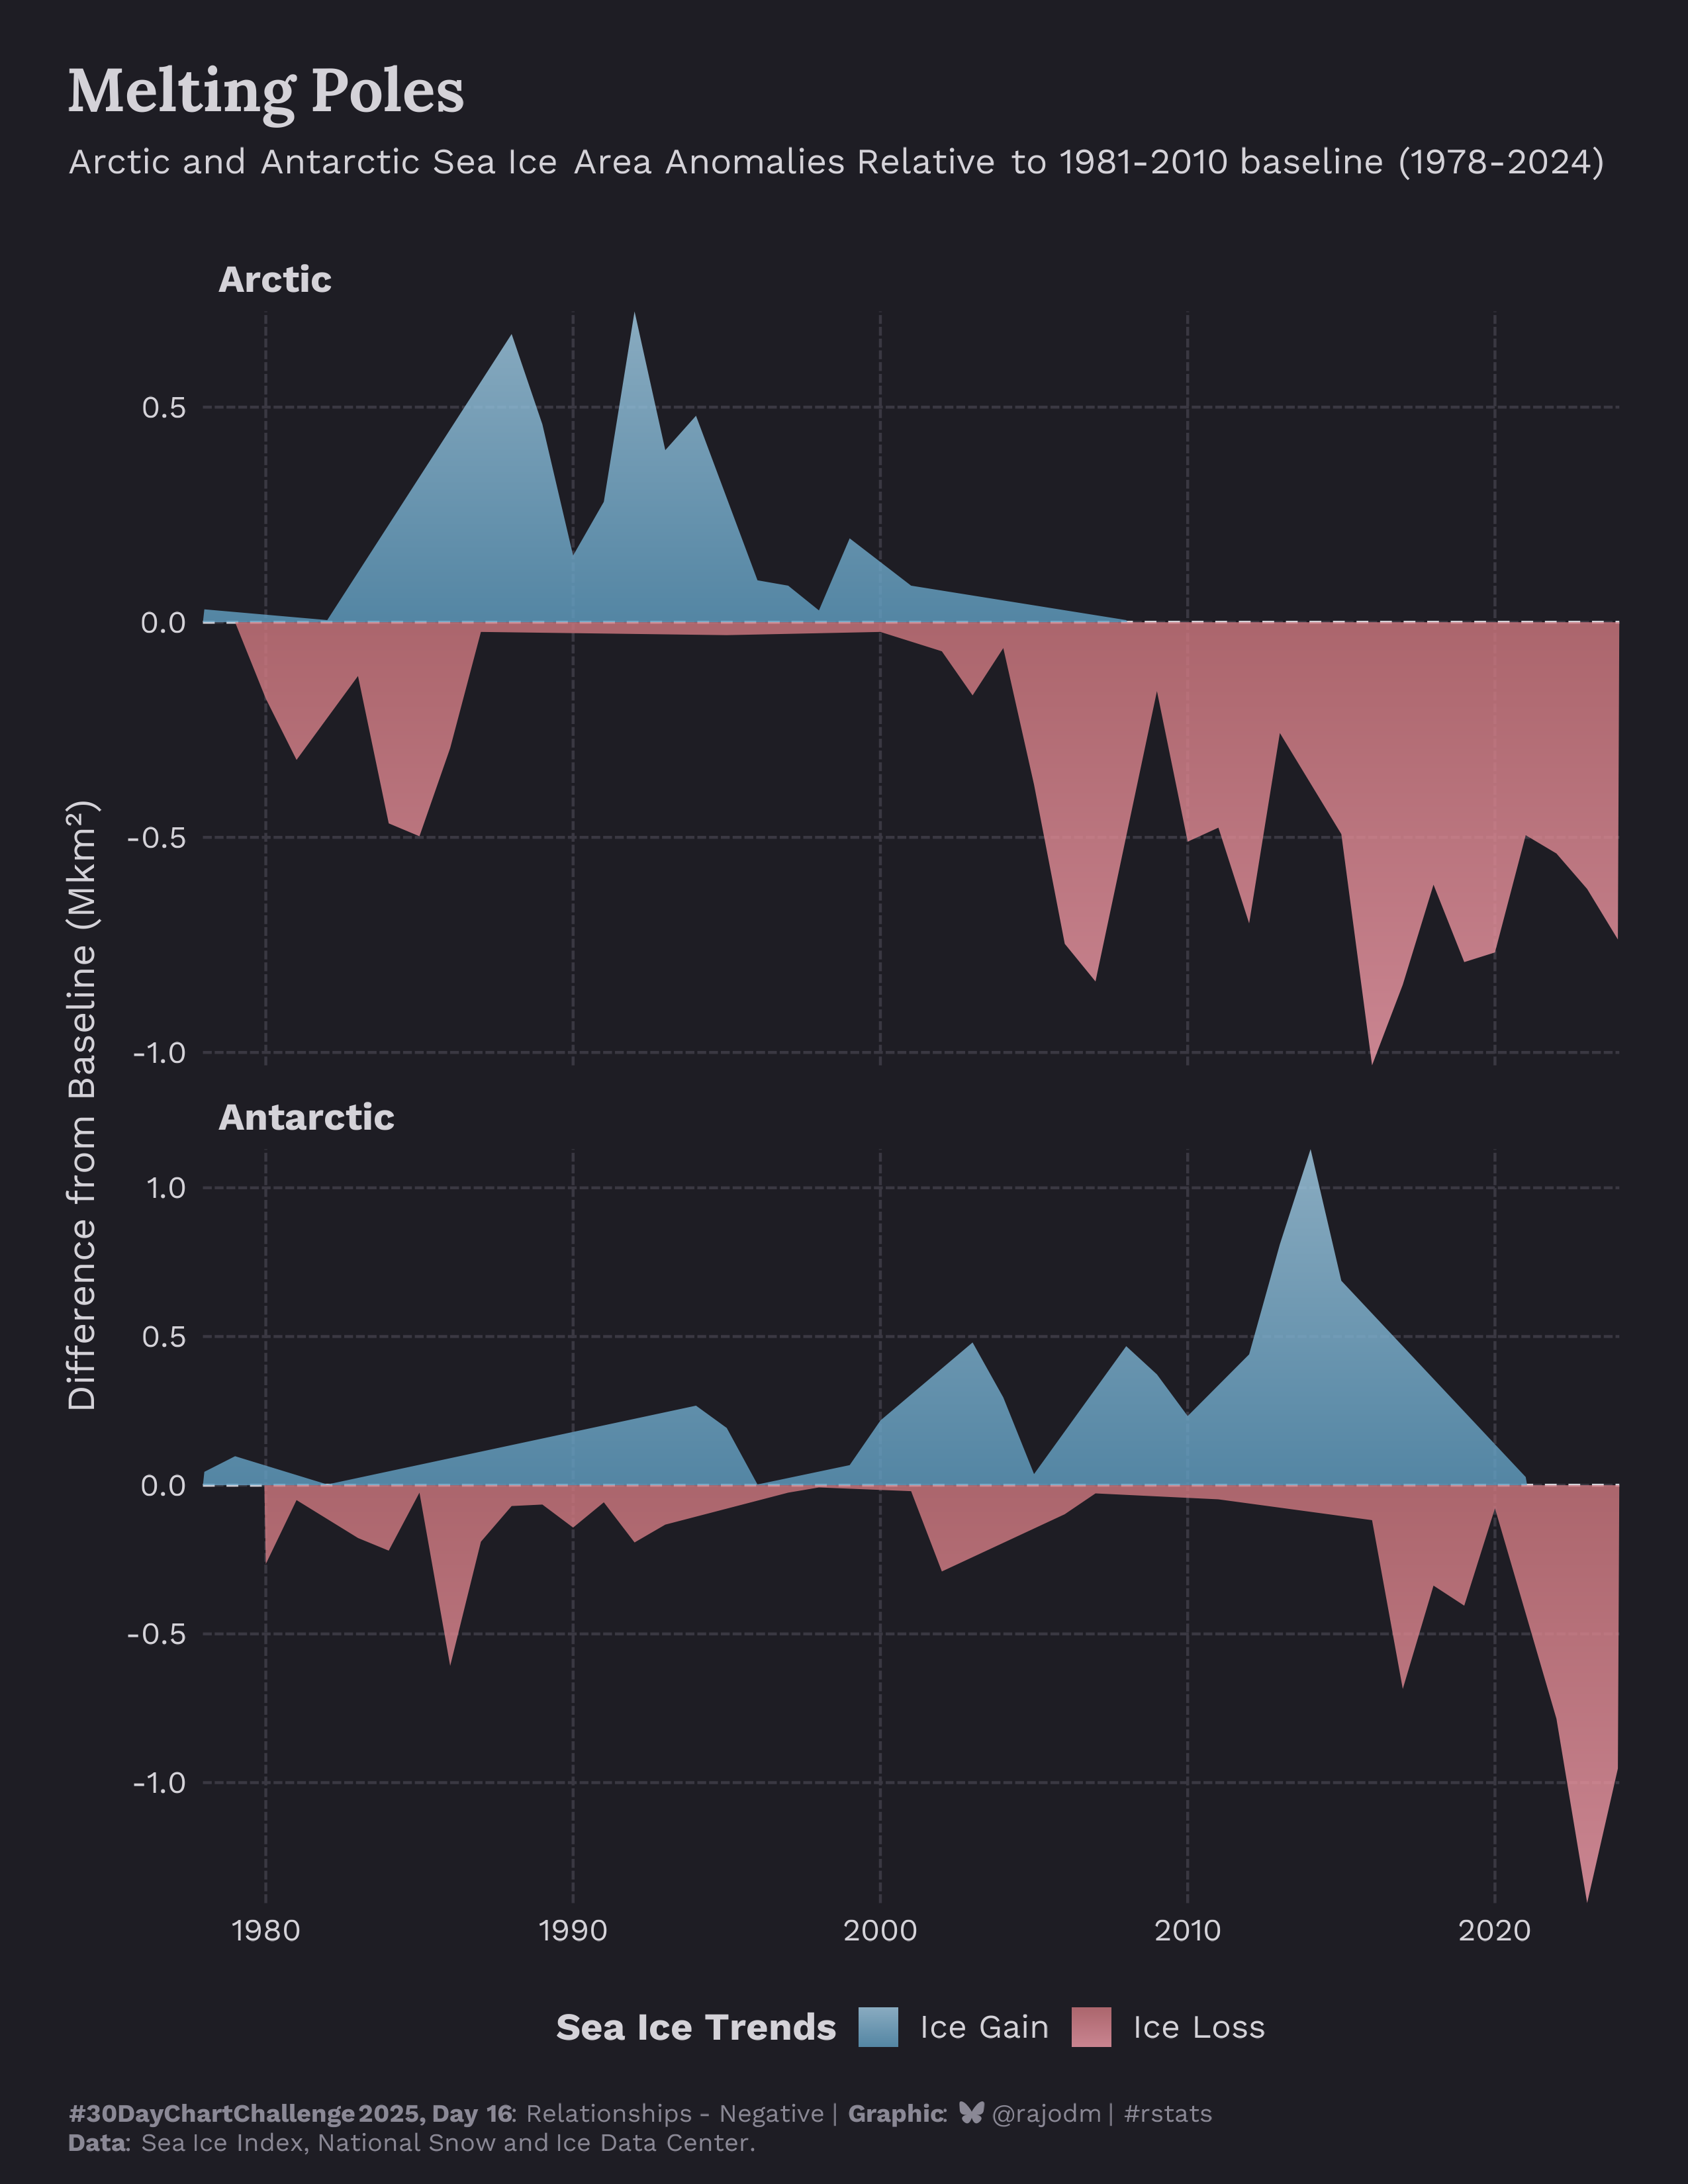 Melting Poles
Arctic and Antarctic Sea Ice Area Anomalies Relative to 1981-2010 baseline (1978-2024)
Difference from Baseline (Mkm²)
Arctic
0.5
0.0
-0.5
-1.0
Antarctic
1.0
0.5
0.0
-0.5
-1.0
1980 1990 2000 2010 2020
Sea Ice Trends Ice Gain Ice Loss
#30DayChartChallenge 2025, Day 16: Relationships - Negative | Graphic: @rajodm | #rstats
Data: Sea Ice Index, National Snow and Ice Data Center.